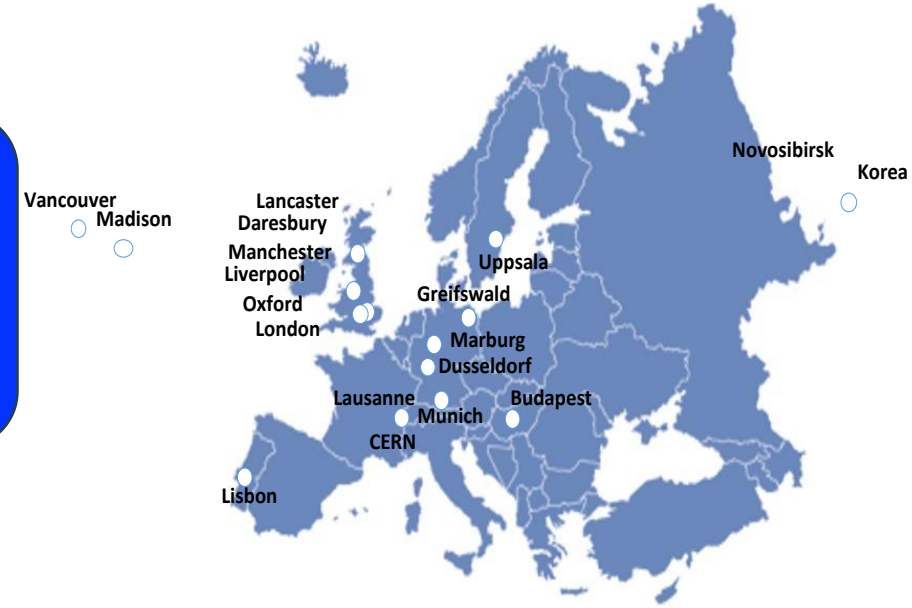 Novosibirsk
Korea
Vancouver
Madison
Lancaster
Daresbury
Manchester
Liverpool
Uppsala
Greifswald
Oxford
London
Marburg
Dusseldorf
Lausanne
Budapest
Munich
CERN
Lisbon